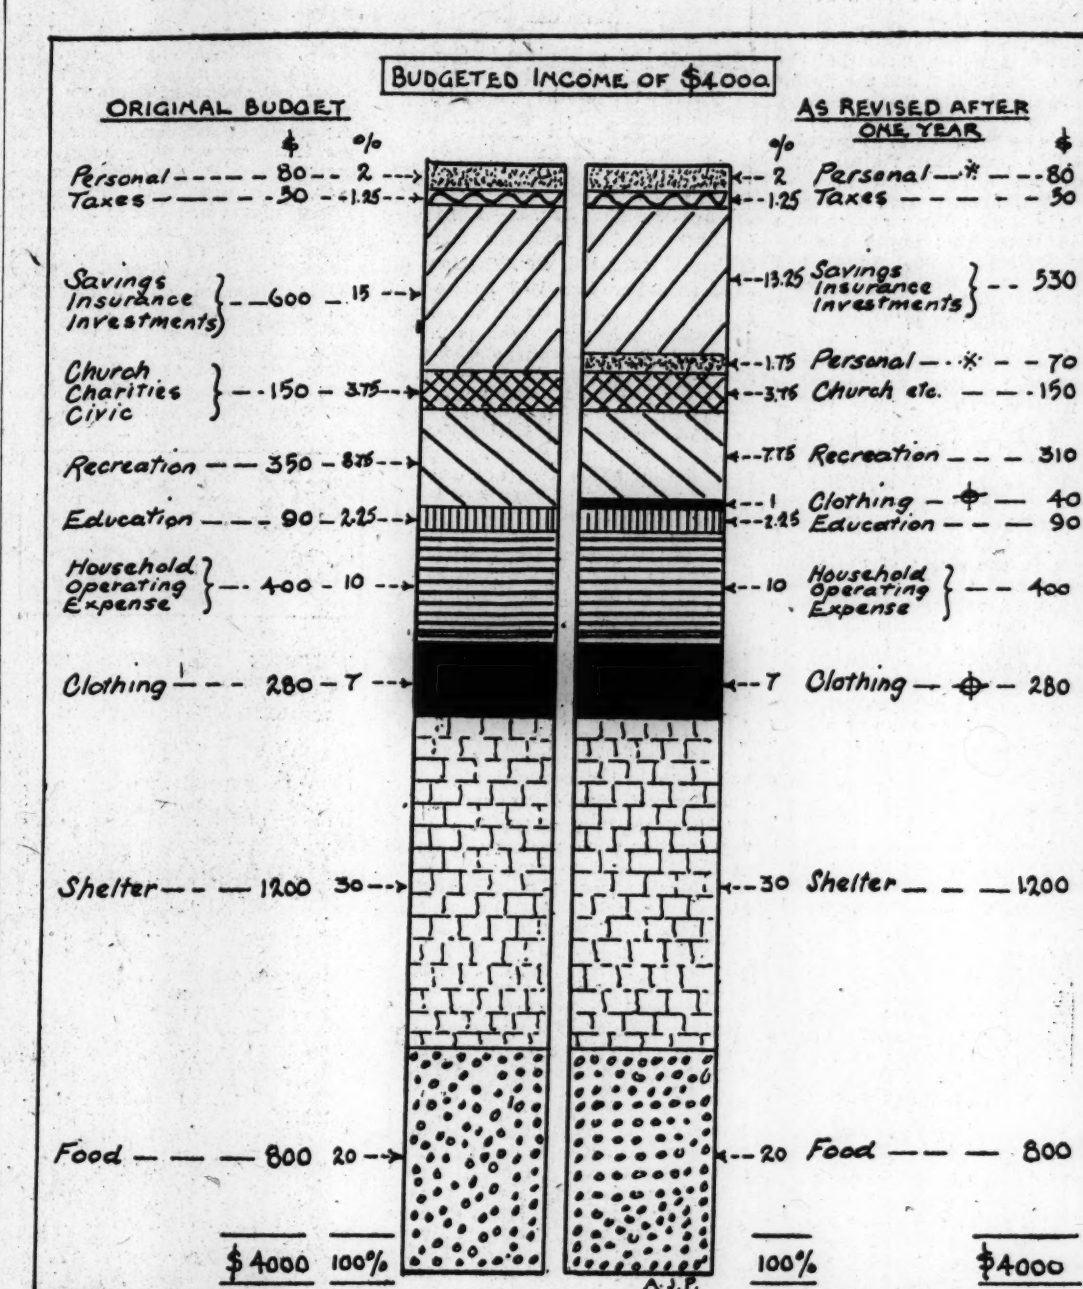 BUDGETED INCOME OF $4000
ORIGINAL BUDGET
$ %
Personal 80 2
Taxes 50 1.25
Savings
Insurance
Investments } 600 15
Church
Charities
Civic } 150 3.75
Recreation 350 8.75
Education 90 2.25
Household
Operating
Expense } 400 10
Clothing 280 7
Shelter 1200 30
Food 800 20
$4000 100%
AS REVISED AFTER
ONE YEAR
% $
2 Personal * 80
1.25 Taxes 50
13.25 Savings
Insurance
Investments } 530
1.75 Personal * 70
3.75 Church etc. 150
7.75 Recreation 310
1 Clothing ⌖ 40
2.25 Education 90
10 Household
Operating
Expense } 400
7 Clothing ⌖ 280
30 Shelter 1200
20 Food 800
100% $4000
A.J.P.